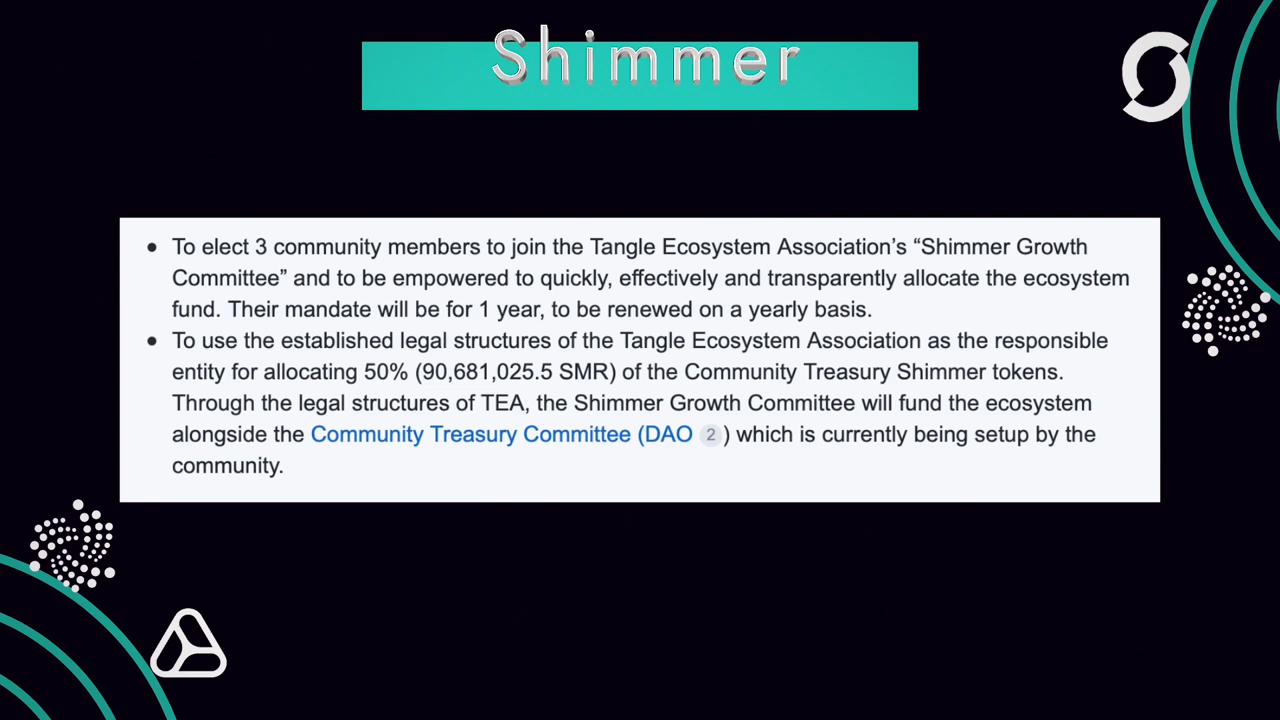 Shimmer
• To elect 3 community members to join the Tangle Ecosystem Association’s “Shimmer Growth
Committee” and to be empowered to quickly, effectively and transparently allocate the ecosystem
fund. Their mandate will be for 1 year, to be renewed on a yearly basis.
• To use the established legal structures of the Tangle Ecosystem Association as the responsible
entity for allocating 50% (90,681,025.5 SMR) of the Community Treasury Shimmer tokens.
Through the legal structures of TEA, the Shimmer Growth Committee will fund the ecosystem
alongside the Community Treasury Committee (DAO 2) which is currently being setup by the
community.